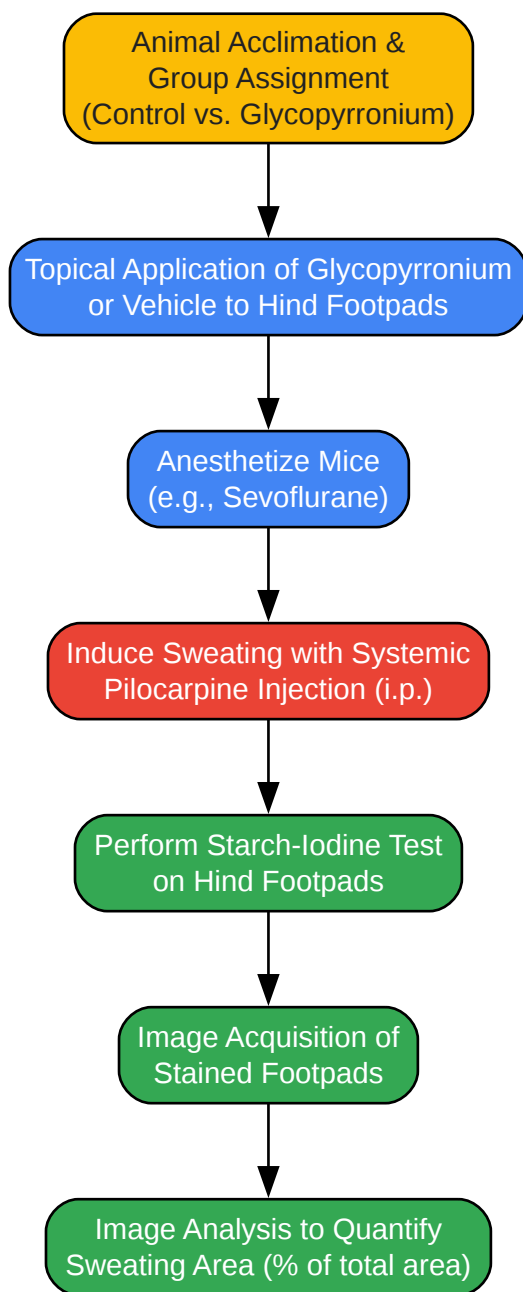 Animal Acclimation &
Group Assignment
(Control vs. Glycopyrronium)
Topical Application of Glycopyrronium
or Vehicle to Hind Footpads
Anesthetize Mice
(e.g., Sevoflurane)
Induce Sweating with Systemic
Pilocarpine Injection (i.p.)
Perform Starch-Iodine Test
on Hind Footpads
Image Acquisition of
Stained Footpads
Image Analysis to Quantify
Sweating Area (% of total area)